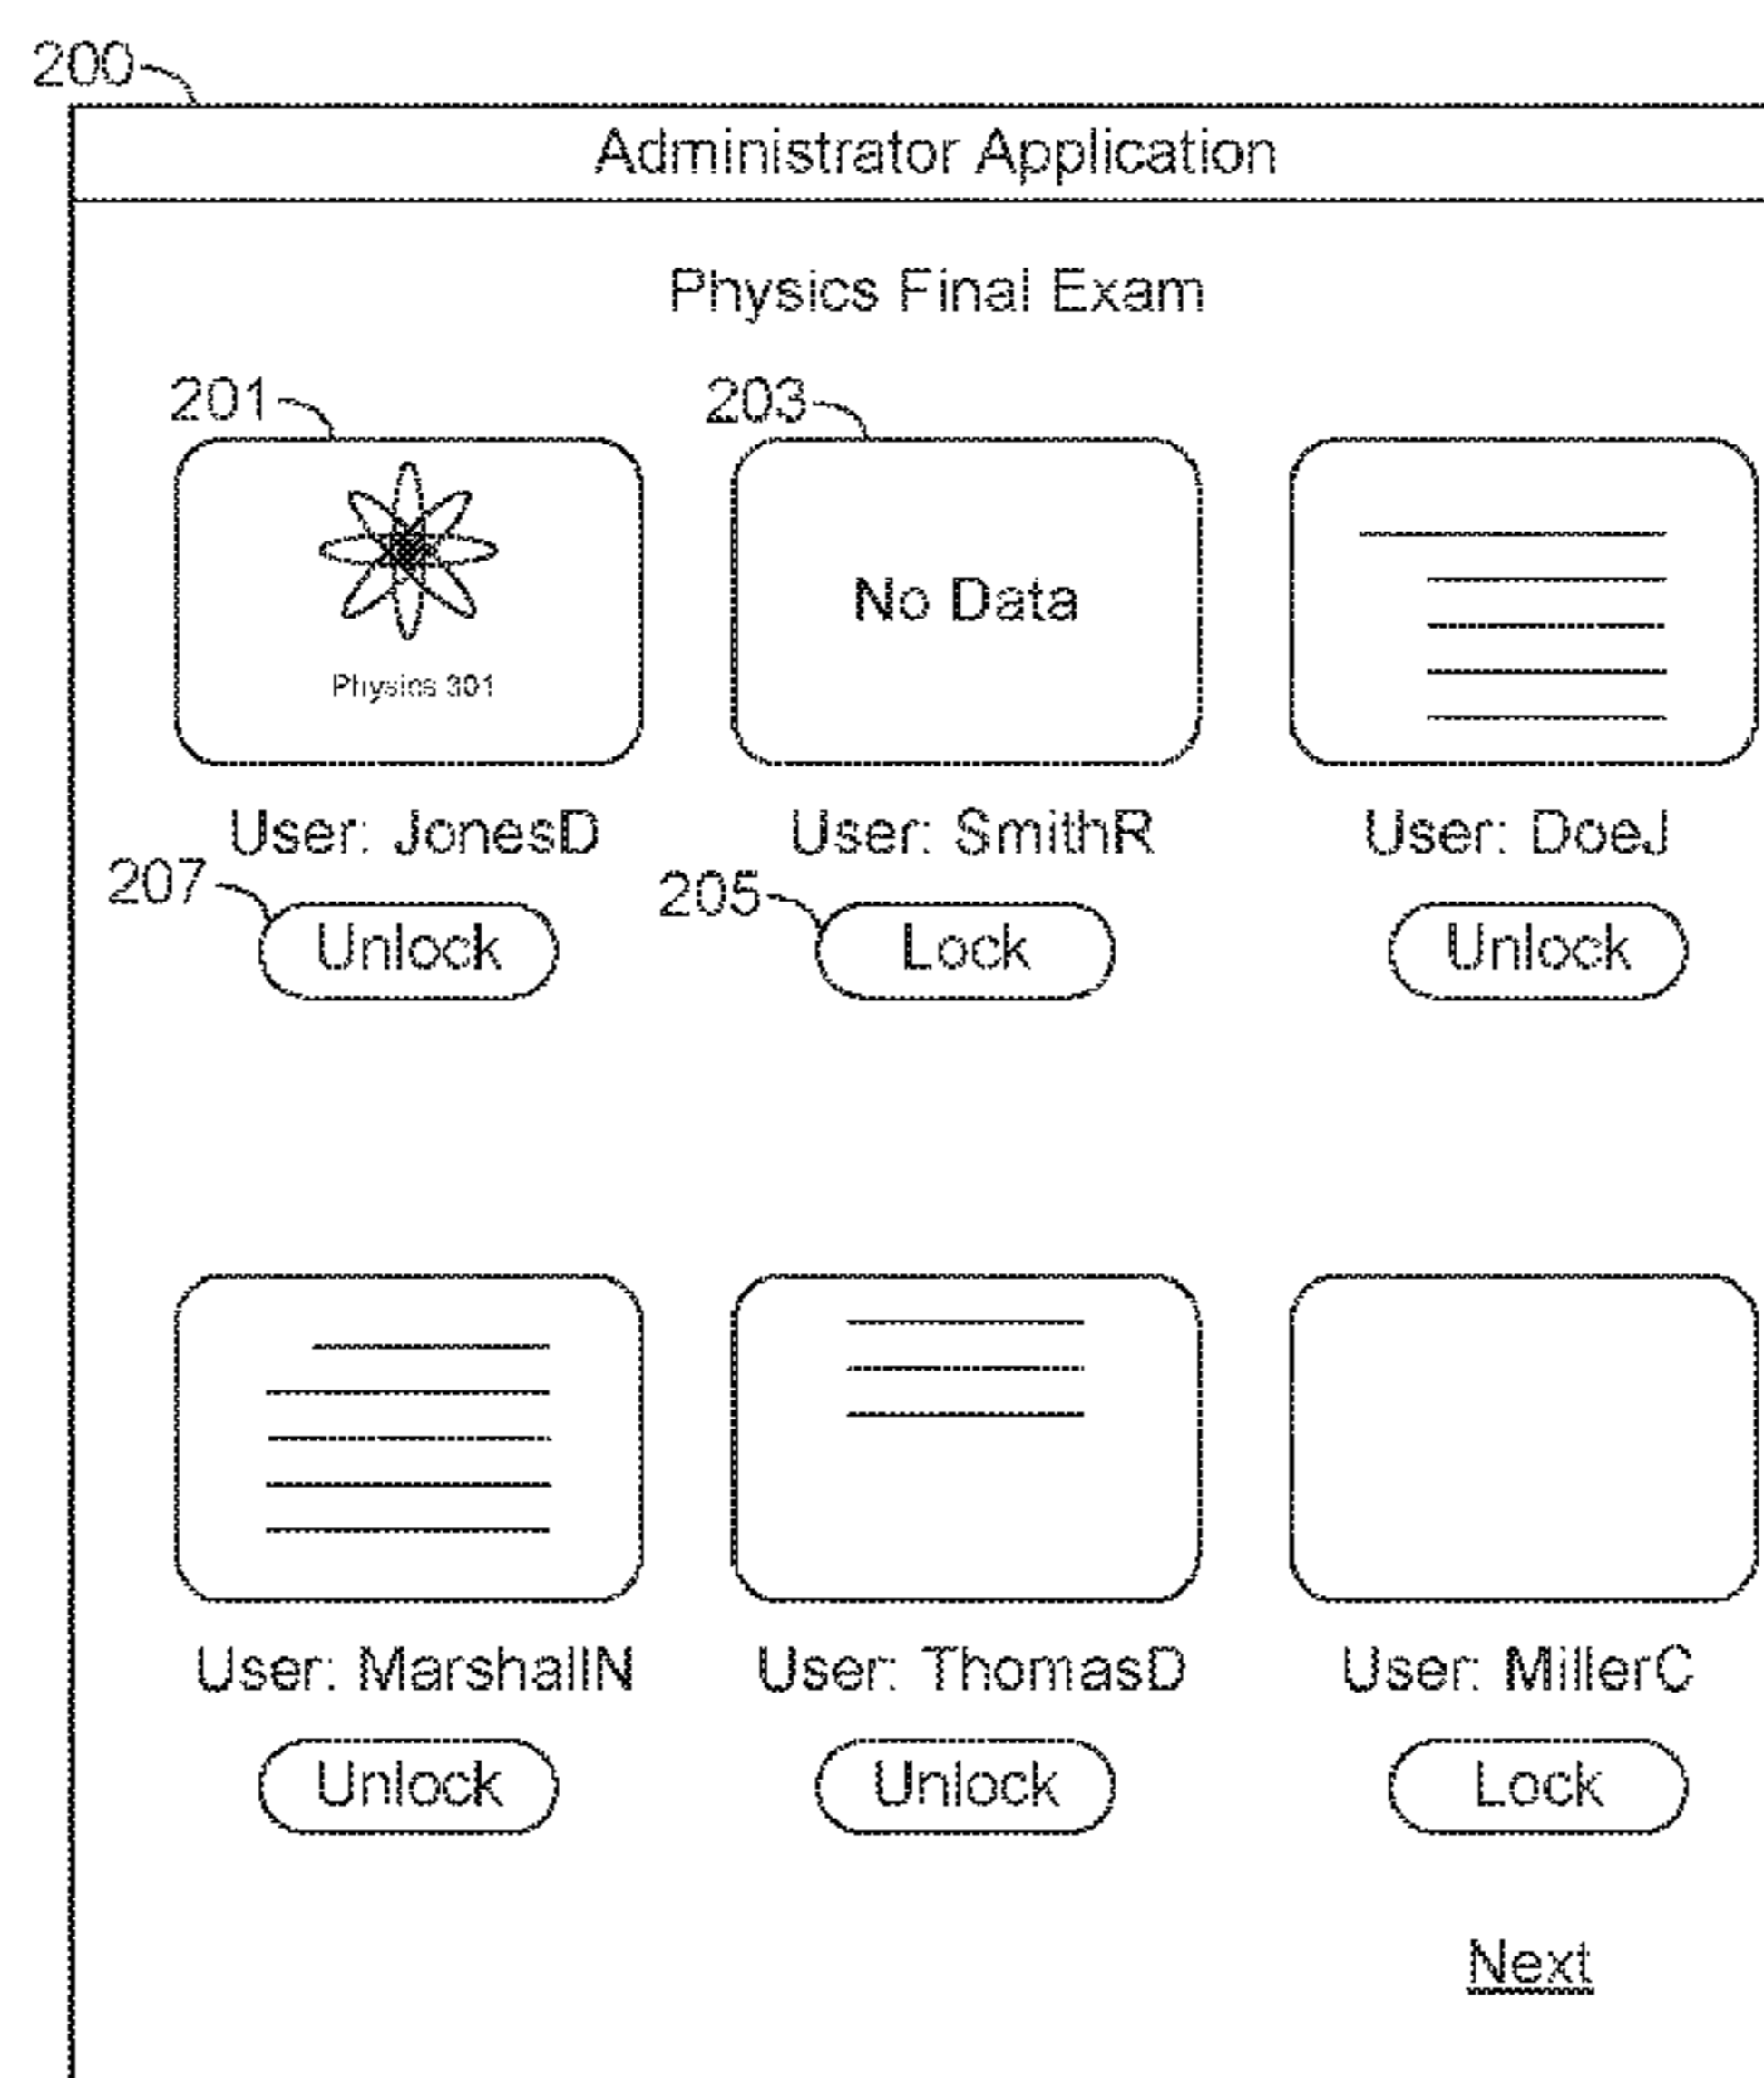 200
Administrator Application
Physics Final Exam
201 203
No Data
Physics 301
User: JonesD User: SmithR User: DoeJ
207 205
Unlock Lock Unlock
User: MarshallN User: ThomasD User: MillerC
Unlock Unlock Lock
Next